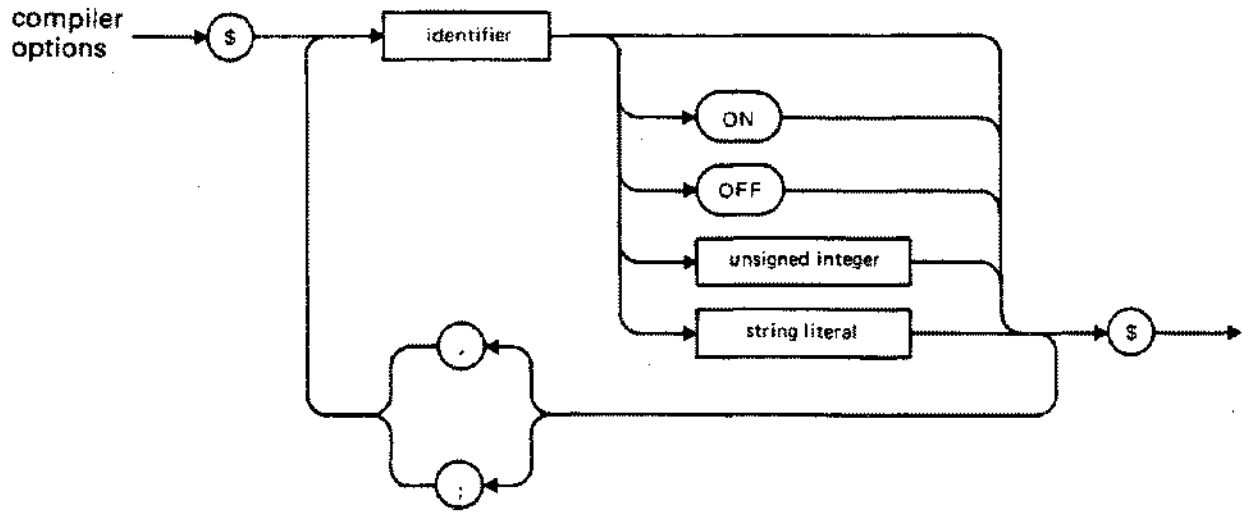 compiler
options
$
identifier
ON
OFF
unsigned integer
string literal
$
,
;